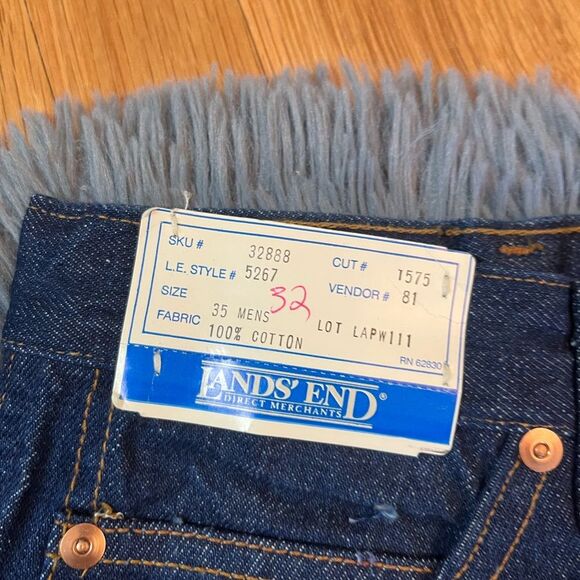 SKU # 32888 CUT # 1575
L.E. STYLE # 5267 VENDOR # 81
SIZE 32
35 MENS LOT LAPW111
FABRIC 100% COTTON
RN 62830
LANDS' END®
DIRECT MERCHANTS